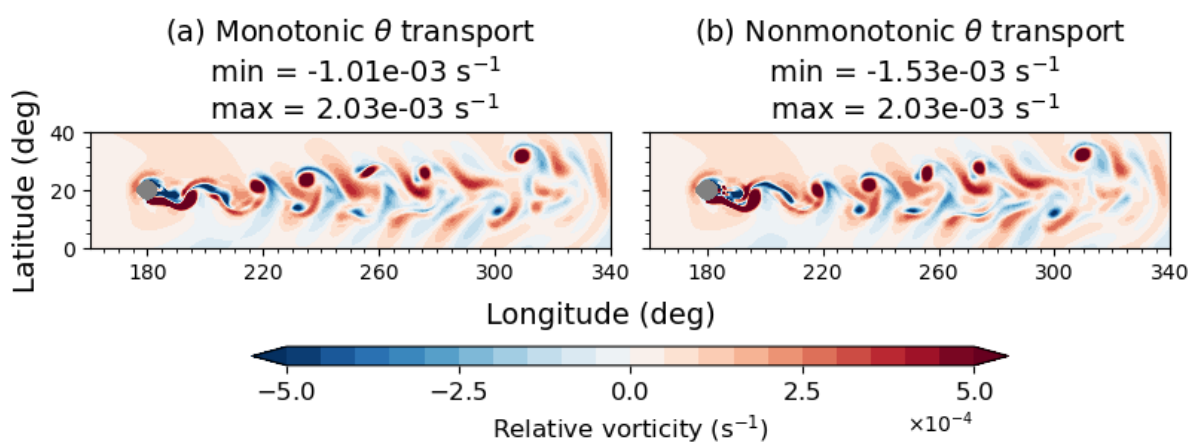 (a) Monotonic θ transport
min = -1.01e-03 s⁻¹
max = 2.03e-03 s⁻¹
(b) Nonmonotonic θ transport
min = -1.53e-03 s⁻¹
max = 2.03e-03 s⁻¹
Latitude (deg)
40
20
0
180 220 260 300 340
180 220 260 300 340
Longitude (deg)
−5.0 −2.5 0.0 2.5 5.0
Relative vorticity (s⁻¹)
×10⁻⁴